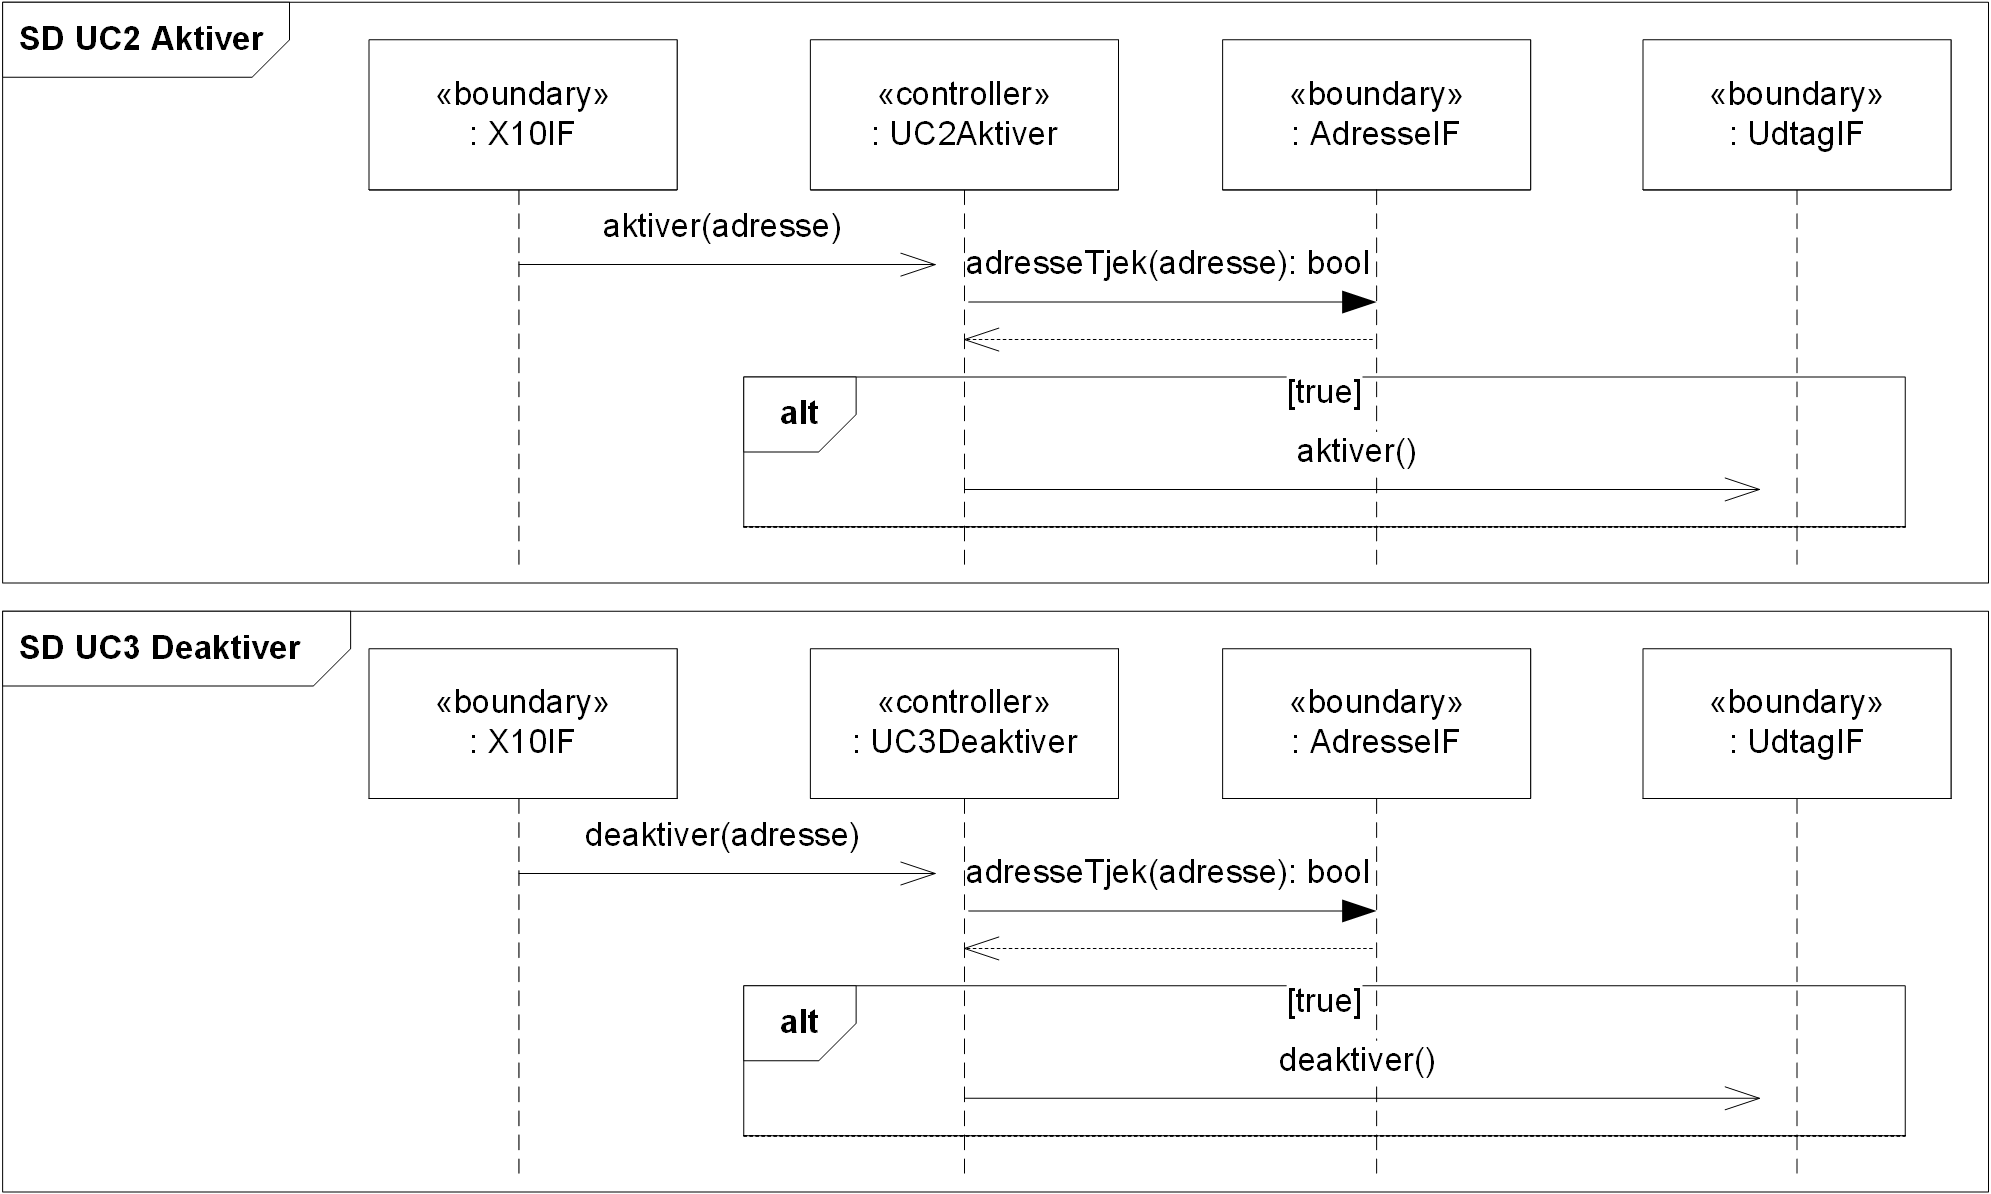 SD UC2 Aktiver
«boundary»
: X10IF
«controller»
: UC2Aktiver
«boundary»
: AdresseIF
«boundary»
: UdtagIF
aktiver(adresse)
adresseTjek(adresse): bool
[true]
alt
aktiver()
SD UC3 Deaktiver
«boundary»
: X10IF
«controller»
: UC3Deaktiver
«boundary»
: AdresseIF
«boundary»
: UdtagIF
deaktiver(adresse)
adresseTjek(adresse): bool
[true]
alt
deaktiver()